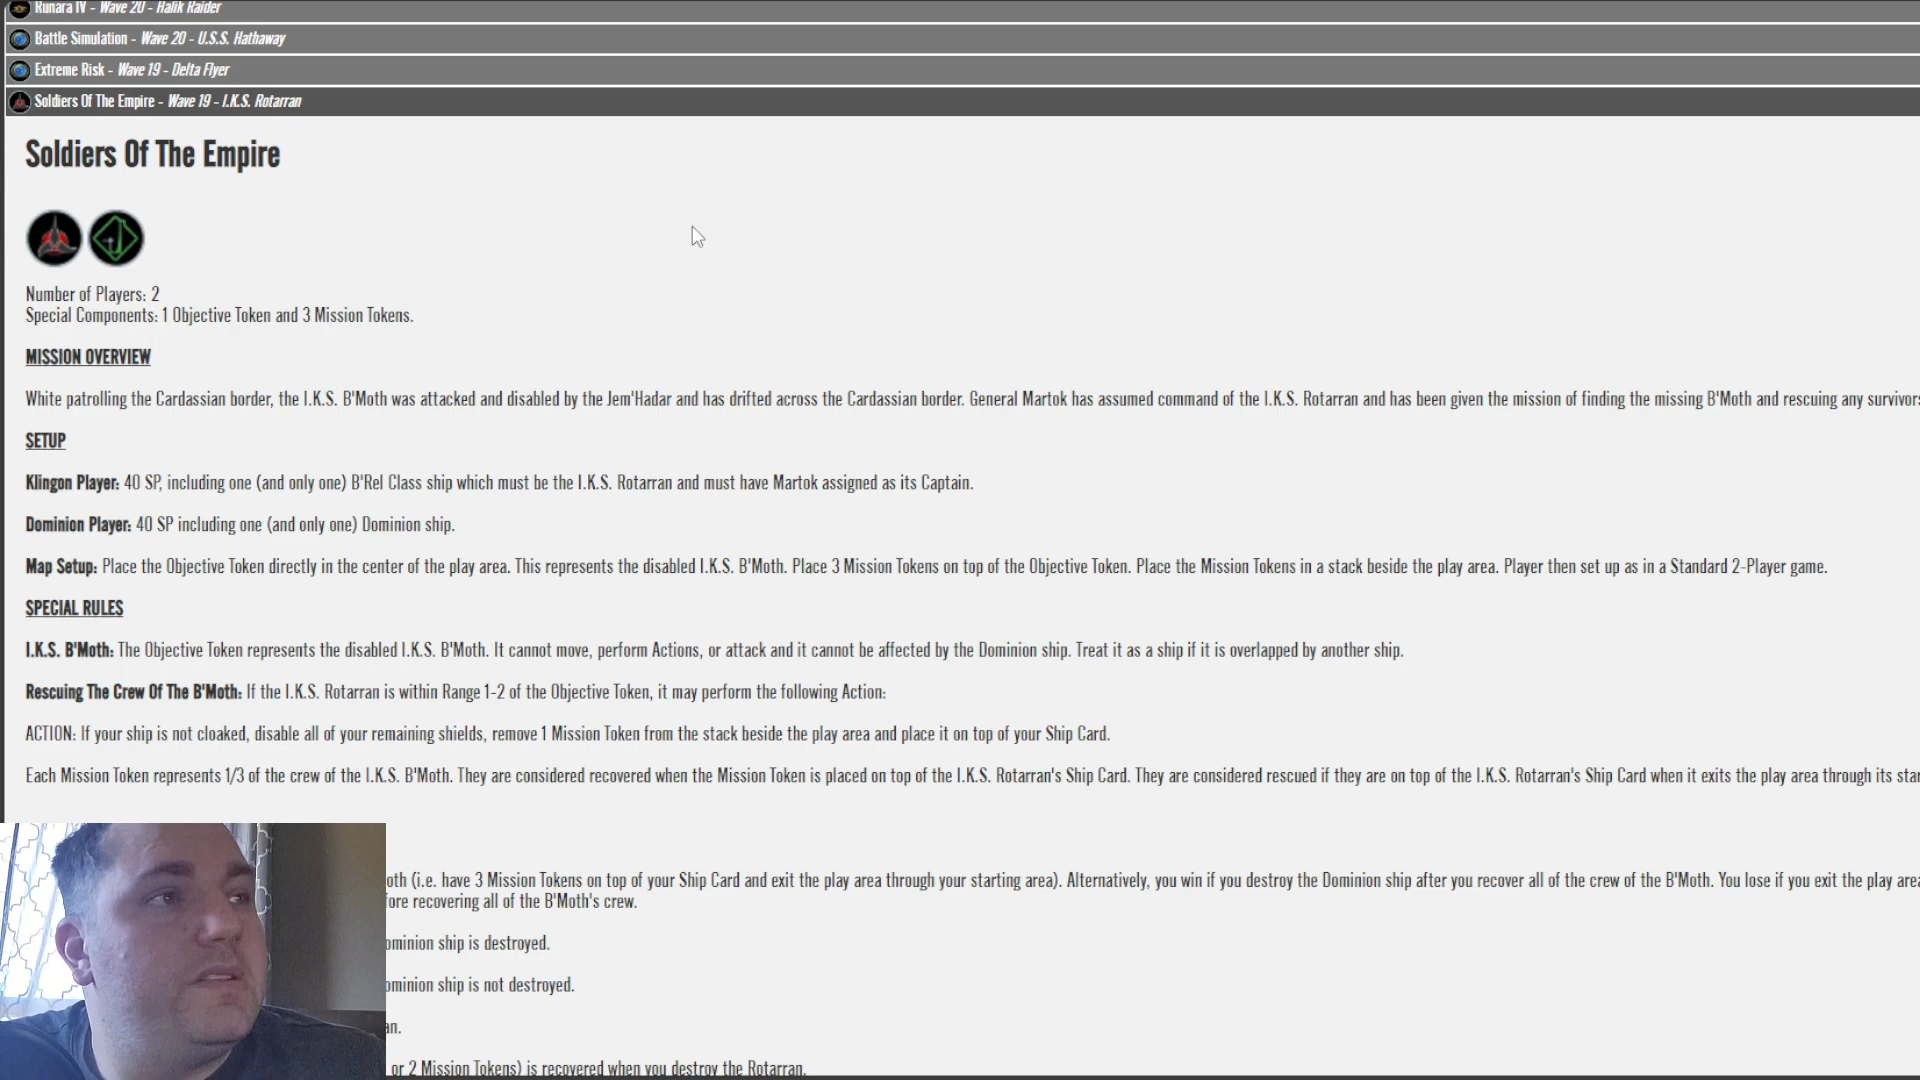 Runara IV - Wave 20 - Halik Raider
Battle Simulation - Wave 20 - U.S.S. Hathaway
Extreme Risk - Wave 19 - Delta Flyer
Soldiers Of The Empire - Wave 19 - I.K.S. Rotarran
Soldiers Of The Empire
Number of Players: 2
Special Components: 1 Objective Token and 3 Mission Tokens.
MISSION OVERVIEW
White patrolling the Cardassian border, the I.K.S. B'Moth was attacked and disabled by the Jem'Hadar and has drifted across the Cardassian border. General Martok has assumed command of the I.K.S. Rotarran and has been given the mission of finding the missing B'Moth and rescuing any survivors
SETUP
Klingon Player: 40 SP, including one (and only one) B'Rel Class ship which must be the I.K.S. Rotarran and must have Martok assigned as its Captain.
Dominion Player: 40 SP including one (and only one) Dominion ship.
Map Setup: Place the Objective Token directly in the center of the play area. This represents the disabled I.K.S. B'Moth. Place 3 Mission Tokens on top of the Objective Token. Place the Mission Tokens in a stack beside the play area. Player then set up as in a Standard 2-Player game.
SPECIAL RULES
I.K.S. B'Moth: The Objective Token represents the disabled I.K.S. B'Moth. It cannot move, perform Actions, or attack and it cannot be affected by the Dominion ship. Treat it as a ship if it is overlapped by another ship.
Rescuing The Crew Of The B'Moth: If the I.K.S. Rotarran is within Range 1-2 of the Objective Token, it may perform the following Action:
ACTION: If your ship is not cloaked, disable all of your remaining shields, remove 1 Mission Token from the stack beside the play area and place it on top of your Ship Card.
Each Mission Token represents 1/3 of the crew of the I.K.S. B'Moth. They are considered recovered when the Mission Token is placed on top of the I.K.S. Rotarran's Ship Card. They are considered rescued if they are on top of the I.K.S. Rotarran's Ship Card when it exits the play area through its star
oth (i.e. have 3 Mission Tokens on top of your Ship Card and exit the play area through your starting area). Alternatively, you win if you destroy the Dominion ship after you recover all of the crew of the B'Moth. You lose if you exit the play area
fore recovering all of the B'Moth's crew.
ominion ship is destroyed.
ominion ship is not destroyed.
an.
or 2 Mission Tokens) is recovered when you destroy the Rotarran.